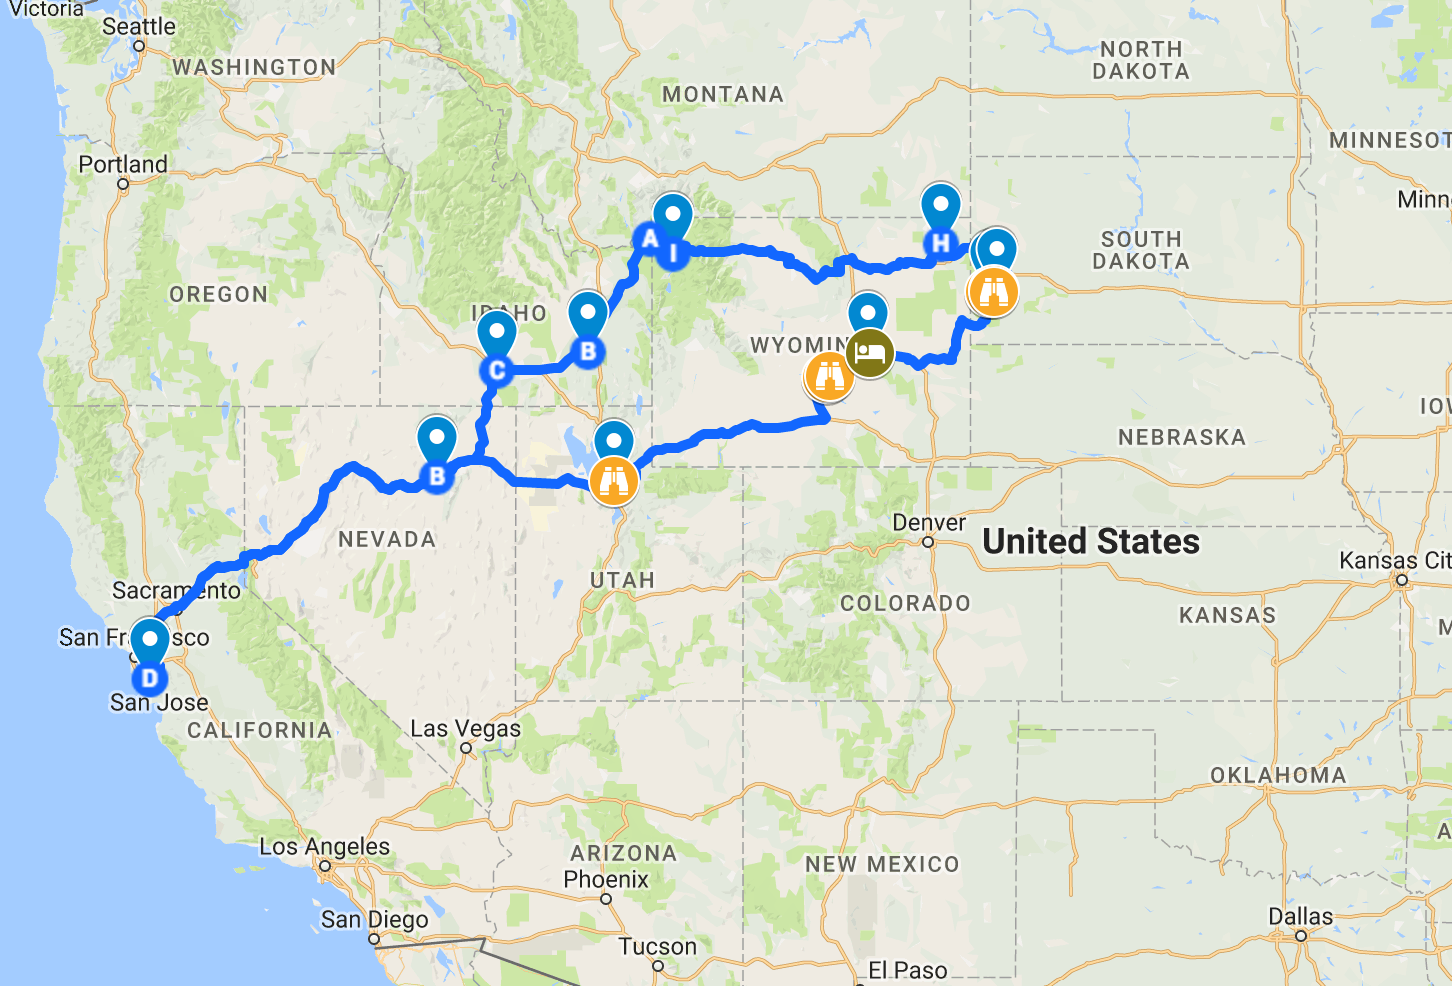 Victoria
Seattle
WASHINGTON
NORTH
DAKOTA
MONTANA
MINNESOT
Portland
Minn
A
I
H
SOUTH
DAKOTA
OREGON
IDAHO
B
WYOMIN
C
IOW
NEBRASKA
B
NEVADA
Denver
United States
Kansas Cit
UTAH
Sacramento
COLORADO
KANSAS
M
San Fr sco
D
San Jose
CALIFORNIA
Las Vegas
OKLAHOMA
A
Los Angeles
ARIZONA
NEW MEXICO
Phoenix
San Diego
Dallas
Tucson
El Paso